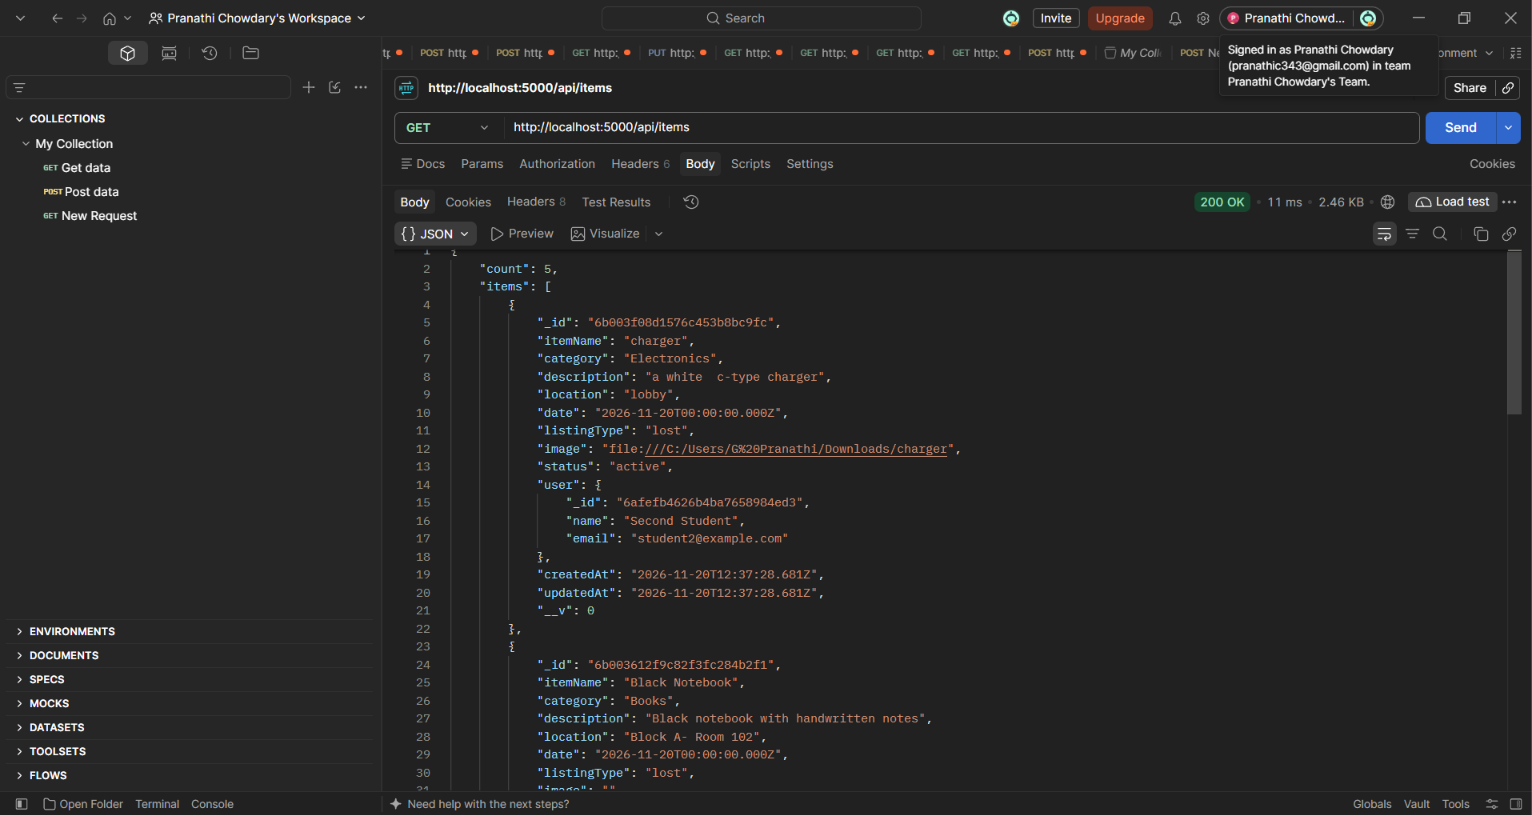 Pranathi Chowdary's Workspace
Search
Invite
Upgrade
Pranathi Chowd...
Signed in as Pranathi Chowdary
(pranathic343@gmail.com) in team
Pranathi Chowdary's Team.
POST http:
POST http:
GET http:
PUT http:
GET http:
GET http:
GET http:
GET http:
POST http:
My Coll
POST Ne
onment
http://localhost:5000/api/items
Share
GET
http://localhost:5000/api/items
Send
Docs
Params
Authorization
Headers 6
Body
Scripts
Settings
Cookies
Body
Cookies
Headers 8
Test Results
200 OK
11 ms
2.46 KB
Load test
{} JSON
Preview
Visualize
COLLECTIONS
My Collection
GET Get data
POST Post data
GET New Request
ENVIRONMENTS
DOCUMENTS
SPECS
MOCKS
DATASETS
TOOLSETS
FLOWS
1 {
2 "count": 5,
3 "items": [
4 {
5 "_id": "6b003f08d1576c453b8bc9fc",
6 "itemName": "charger",
7 "category": "Electronics",
8 "description": "a white  c-type charger",
9 "location": "lobby",
10 "date": "2026-11-20T00:00:00.000Z",
11 "listingType": "lost",
12 "image": "file:///C:/Users/G%20Pranathi/Downloads/charger",
13 "status": "active",
14 "user": {
15 "_id": "6afefb4626b4ba7658984ed3",
16 "name": "Second Student",
17 "email": "student2@example.com"
18 },
19 "createdAt": "2026-11-20T12:37:28.681Z",
20 "updatedAt": "2026-11-20T12:37:28.681Z",
21 "__v": 0
22 },
23 {
24 "_id": "6b003612f9c82f3fc284b2f1",
25 "itemName": "Black Notebook",
26 "category": "Books",
27 "description": "Black notebook with handwritten notes",
28 "location": "Block A- Room 102",
29 "date": "2026-11-20T00:00:00.000Z",
30 "listingType": "lost",
31 "image": ""
Open Folder
Terminal
Console
Need help with the next steps?
Globals
Vault
Tools